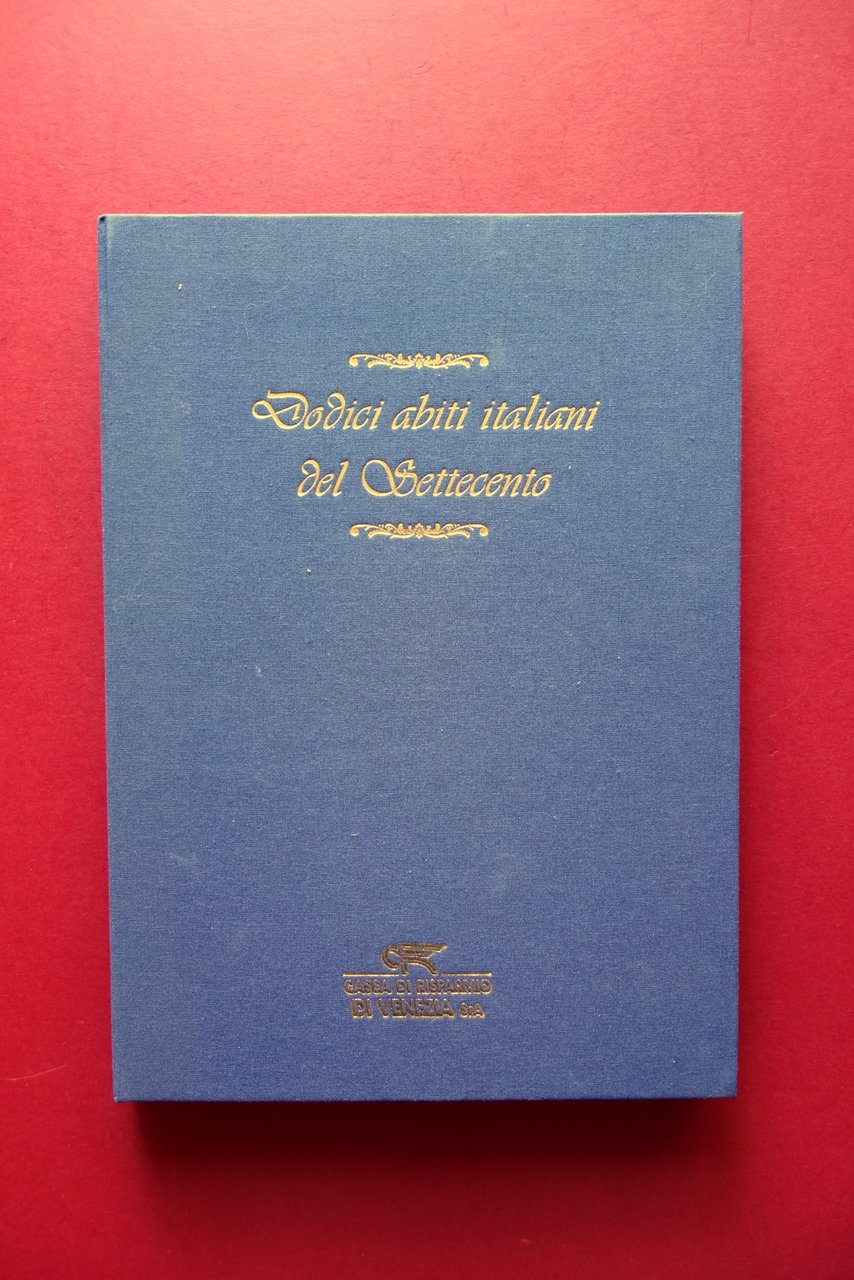 Dodici abiti italiani
del Settecento
CASSA DI RISPARMIO
DI VENEZIA SpA